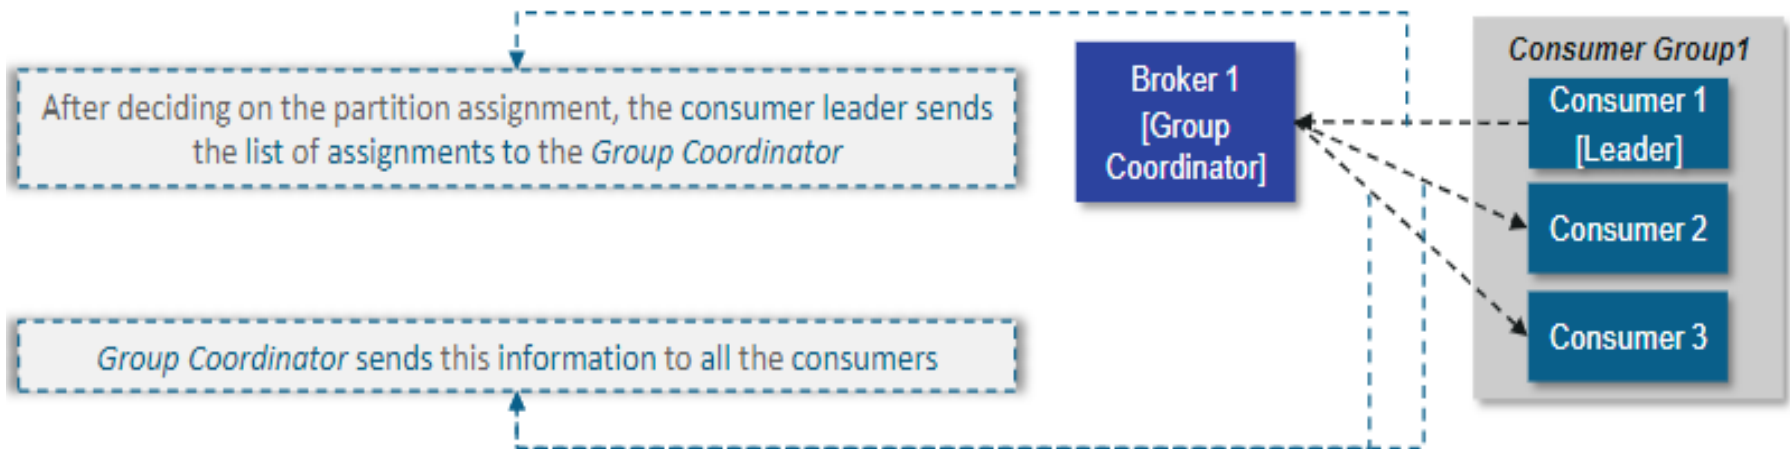 After deciding on the partition assignment, the consumer leader sends
the list of assignments to the Group Coordinator
Group Coordinator sends this information to all the consumers
Broker 1
[Group
Coordinator]
Consumer Group1
Consumer 1
[Leader]
Consumer 2
Consumer 3